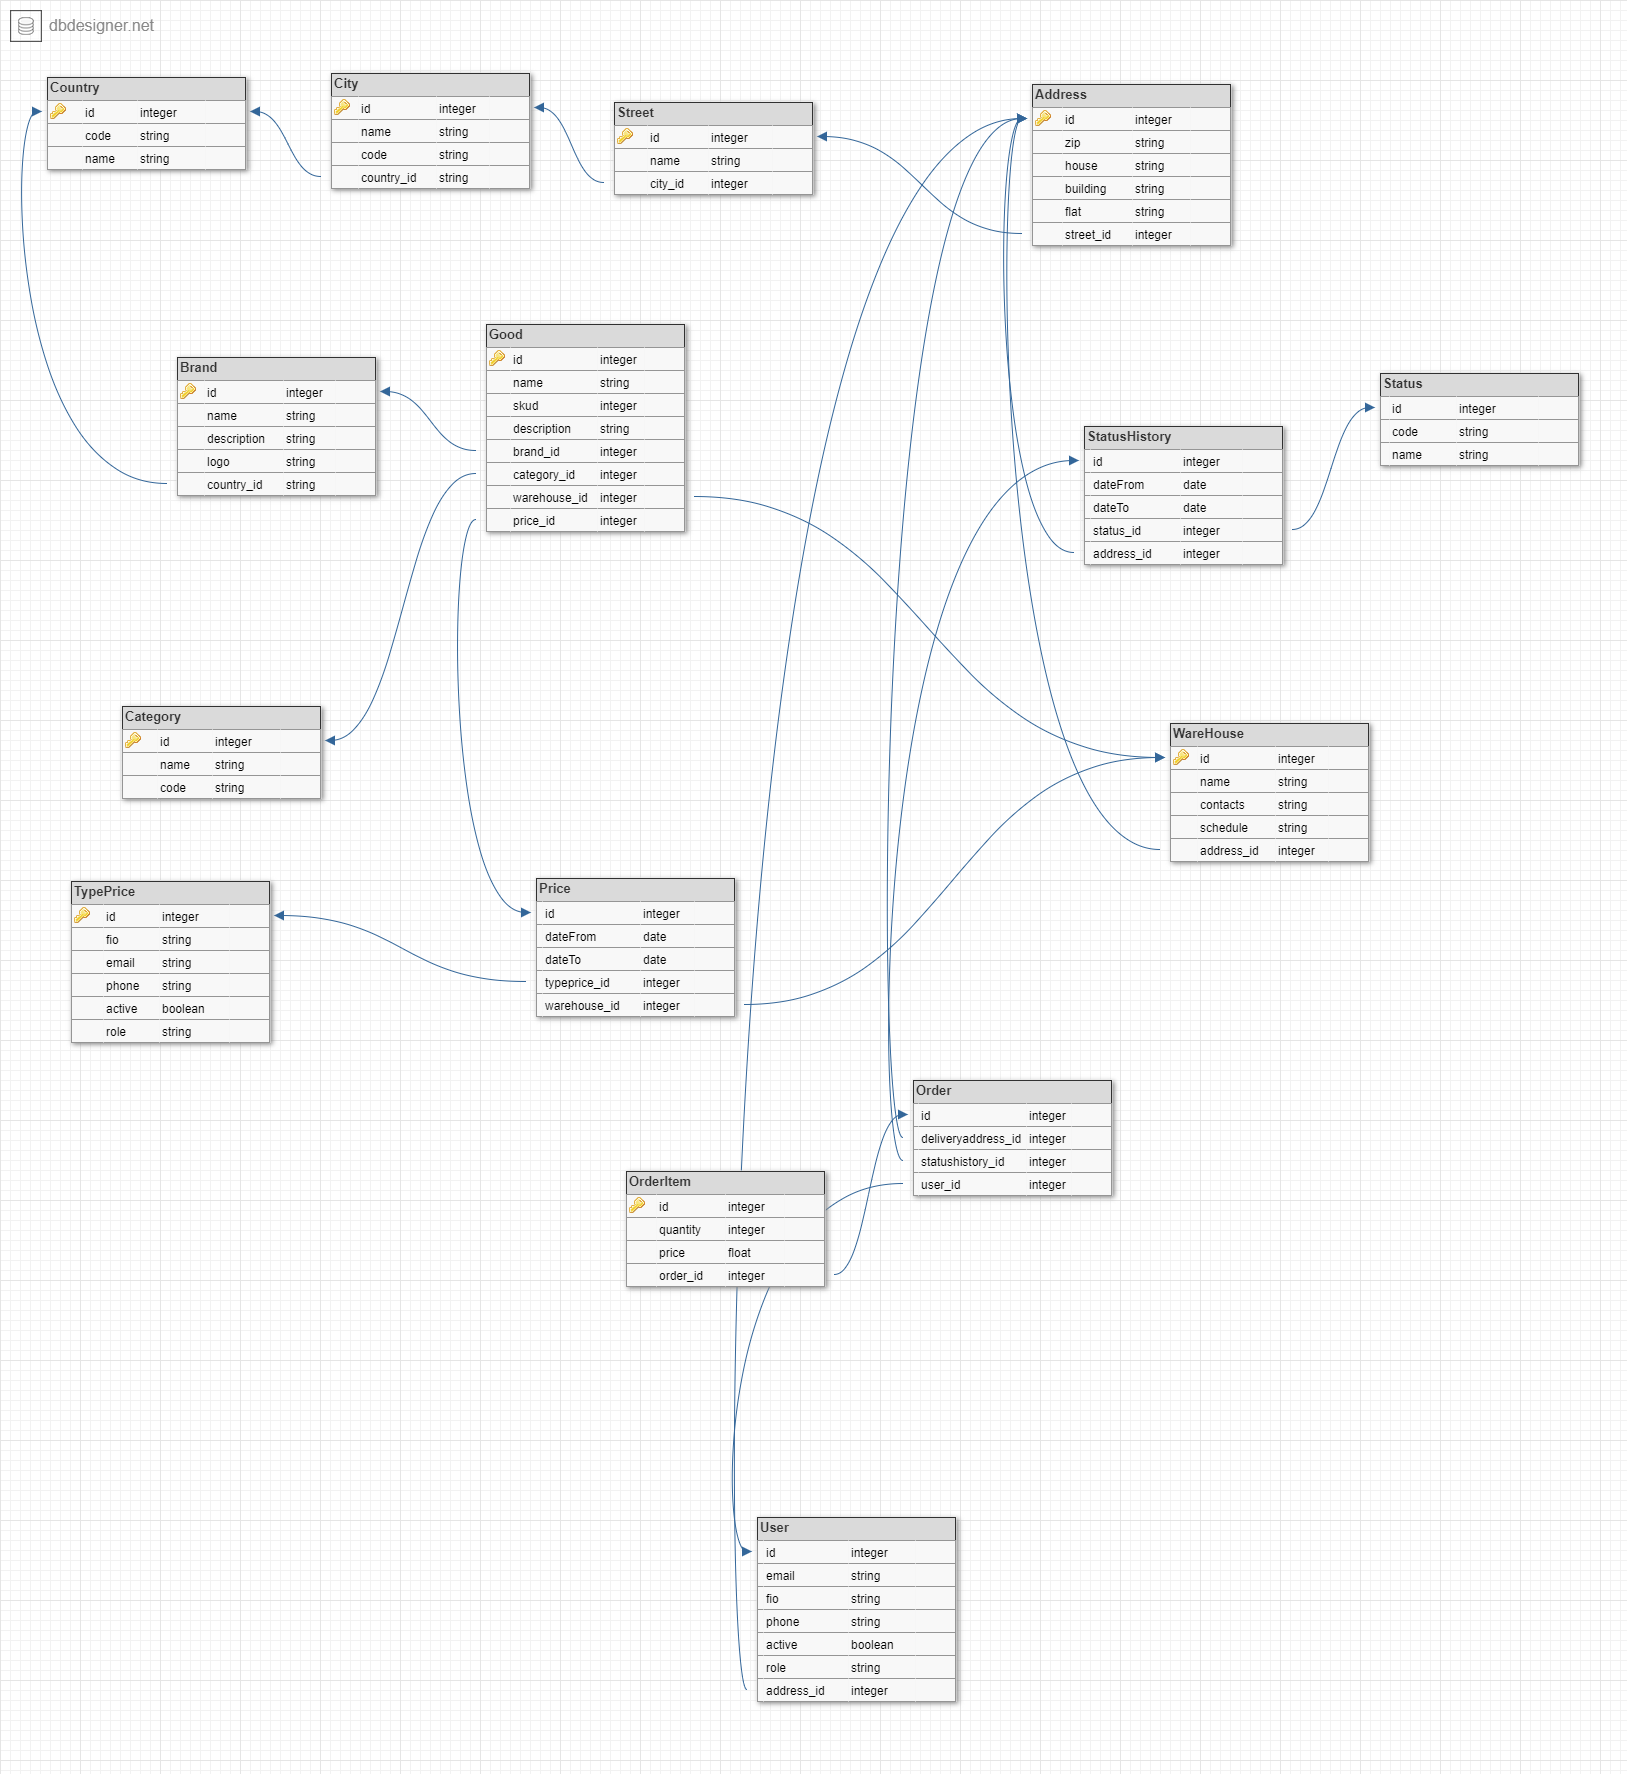 dbdesigner.net
Country
id integer
code string
name string
City
id integer
name string
code string
country_id string
Street
id integer
name string
city_id integer
Address
id integer
zip string
house string
building string
flat string
street_id integer
Brand
id integer
name string
description string
logo string
country_id string
Good
id integer
name string
skud integer
description string
brand_id integer
category_id integer
warehouse_id integer
price_id integer
StatusHistory
id integer
dateFrom date
dateTo date
status_id integer
address_id integer
Status
id integer
code string
name string
Category
id integer
name string
code string
WareHouse
id integer
name string
contacts string
schedule string
address_id integer
TypePrice
id integer
fio string
email string
phone string
active boolean
role string
Price
id integer
dateFrom date
dateTo date
typeprice_id integer
warehouse_id integer
Order
id integer
deliveryaddress_id integer
statushistory_id integer
user_id integer
OrderItem
id integer
quantity integer
price float
order_id integer
User
id integer
email string
fio string
phone string
active boolean
role string
address_id integer